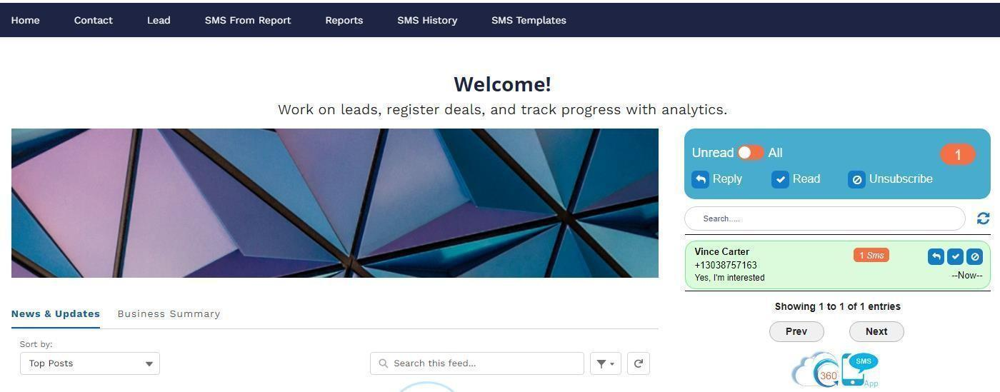 Home Contact Lead SMS From Report Reports SMS History SMS Templates
Welcome!
Work on leads, register deals, and track progress with analytics.
Unread All 1
Reply Read Unsubscribe
Search.....
Vince Carter 1 Sms
+13038757163
Yes, I'm interested --Now--
Showing 1 to 1 of 1 entries
Prev Next
360 SMS App
News & Updates Business Summary
Sort by:
Top Posts Search this feed...